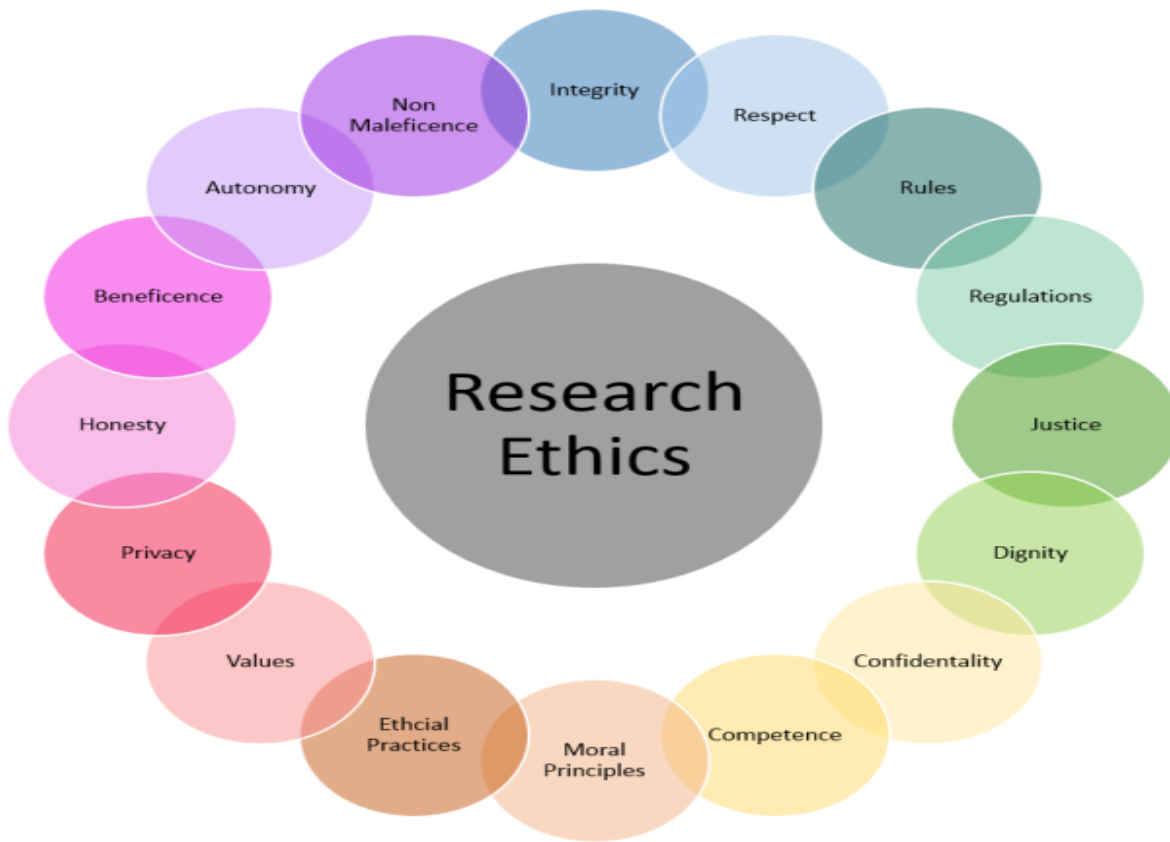 Integrity
Respect
Rules
Regulations
Justice
Dignity
Confidentality
Competence
Moral
Principles
Ethcial
Practices
Values
Privacy
Honesty
Beneficence
Autonomy
Non
Maleficence
Research
Ethics